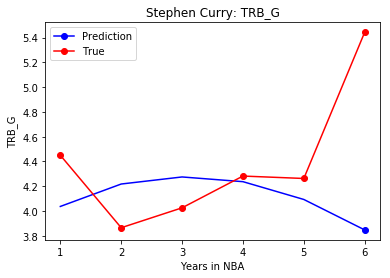 Stephen Curry: TRB_G
Prediction
True
TRB_G
5.4
5.2
5.0
4.8
4.6
4.4
4.2
4.0
3.8
1 2 3 4 5 6
Years in NBA